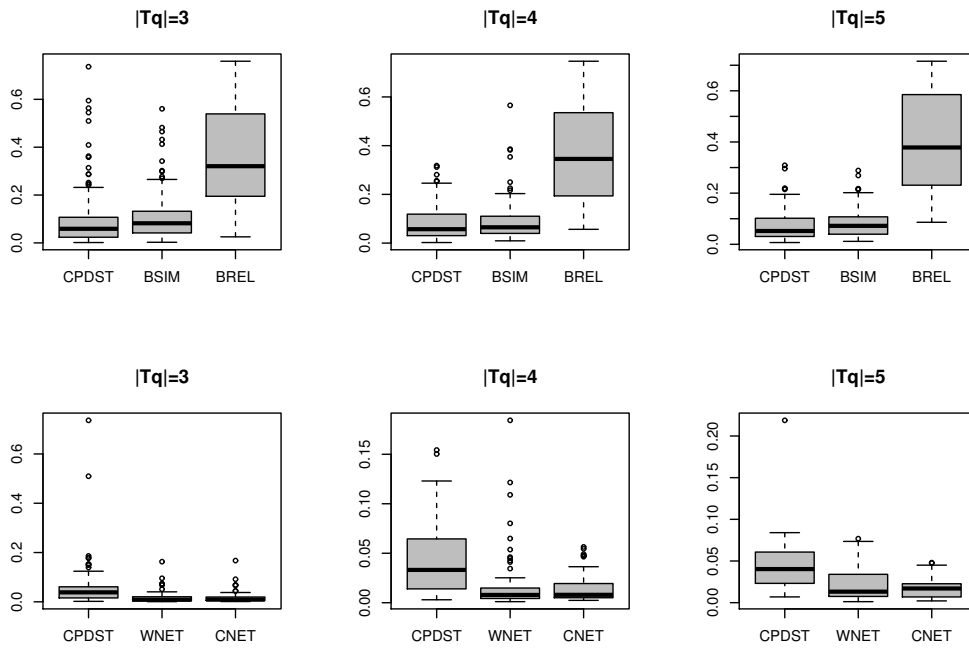 |Tq|=3
0.0
0.2
0.4
0.6
CPDST BSIM BREL
|Tq|=4
0.0
0.2
0.4
0.6
CPDST BSIM BREL
|Tq|=5
0.0
0.2
0.4
0.6
CPDST BSIM BREL
|Tq|=3
0.0
0.2
0.4
0.6
CPDST WNET CNET
|Tq|=4
0.00
0.05
0.10
0.15
CPDST WNET CNET
|Tq|=5
0.00
0.05
0.10
0.15
0.20
CPDST WNET CNET